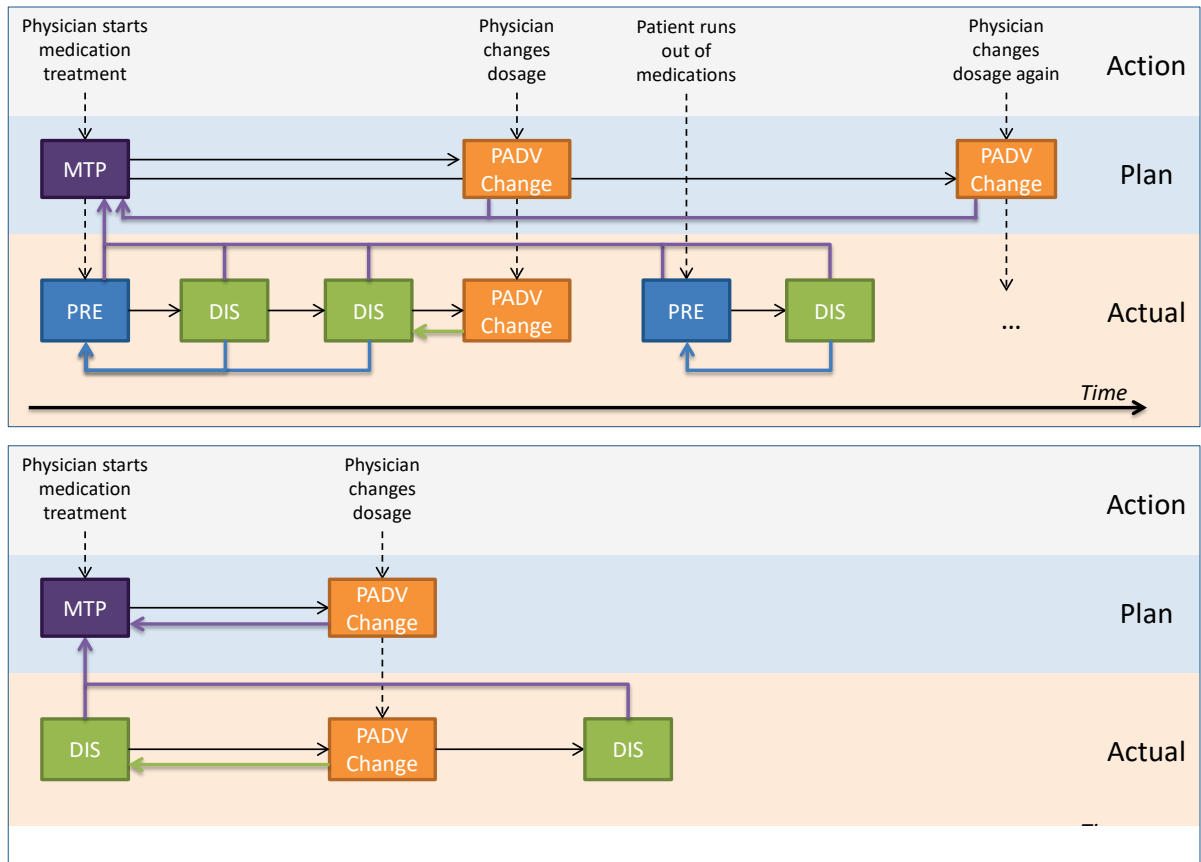 Physician starts
medication
treatment
Physician
changes
dosage
Patient runs
out of
medications
Physician
changes
dosage again
Action
MTP
PADV
Change
PADV
Change
Plan
PRE
DIS
DIS
PADV
Change
PRE
DIS
...
Actual
Time
Physician starts
medication
treatment
Physician
changes
dosage
Action
MTP
PADV
Change
Plan
DIS
PADV
Change
DIS
Actual